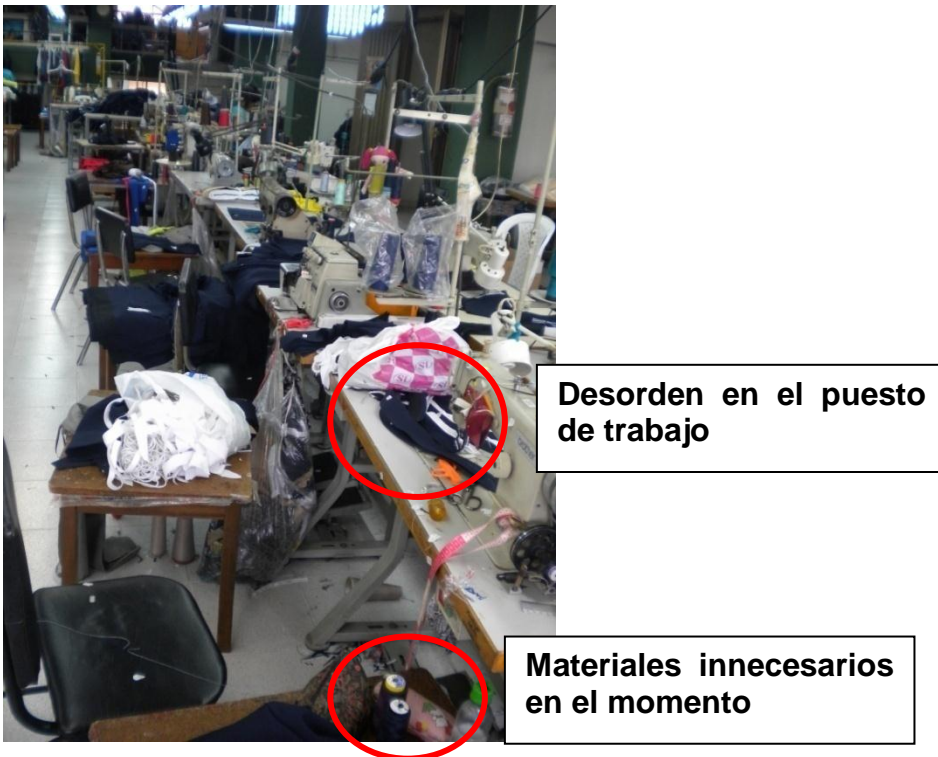 Desorden en el puesto
de trabajo
Materiales innecesarios
en el momento